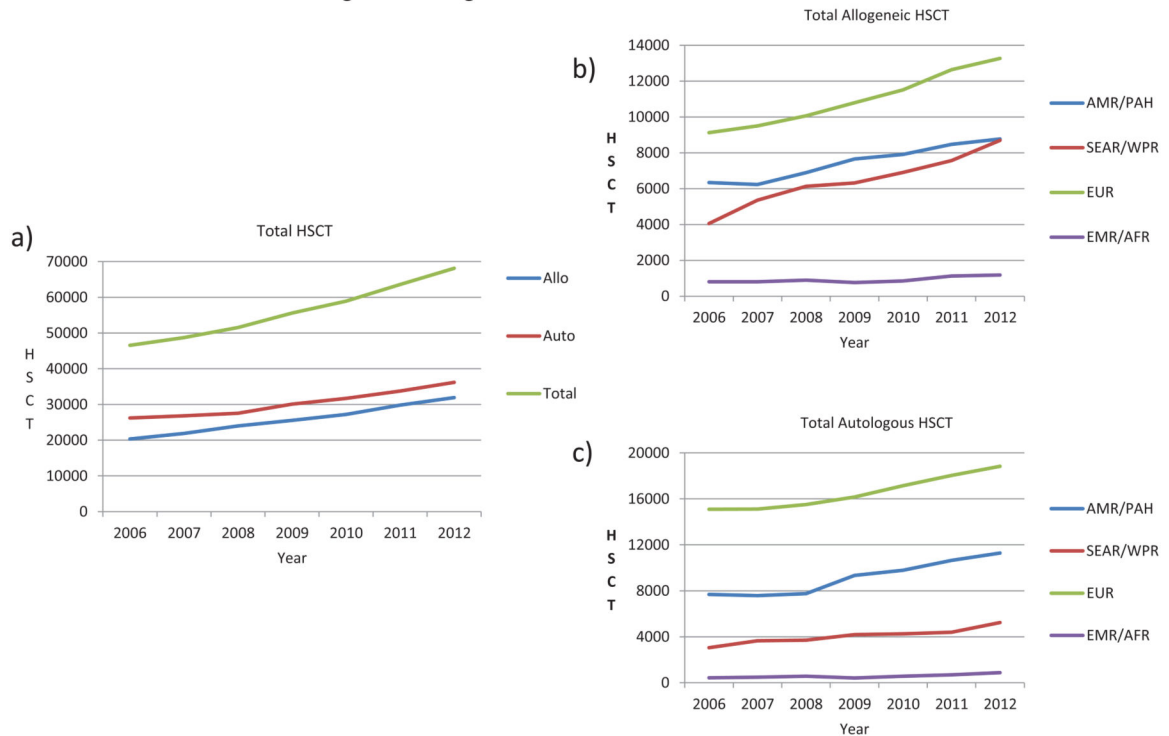 a)
Total HSCT
70000
60000
50000
40000
30000
20000
10000
0
H
S
C
T
2006 2007 2008 2009 2010 2011 2012
Year
Allo
Auto
Total
b)
Total Allogeneic HSCT
14000
12000
10000
8000
6000
4000
2000
0
H
S
C
T
2006 2007 2008 2009 2010 2011 2012
Year
AMR/PAH
SEAR/WPR
EUR
EMR/AFR
c)
Total Autologous HSCT
20000
16000
12000
8000
4000
0
H
S
C
T
2006 2007 2008 2009 2010 2011 2012
Year
AMR/PAH
SEAR/WPR
EUR
EMR/AFR